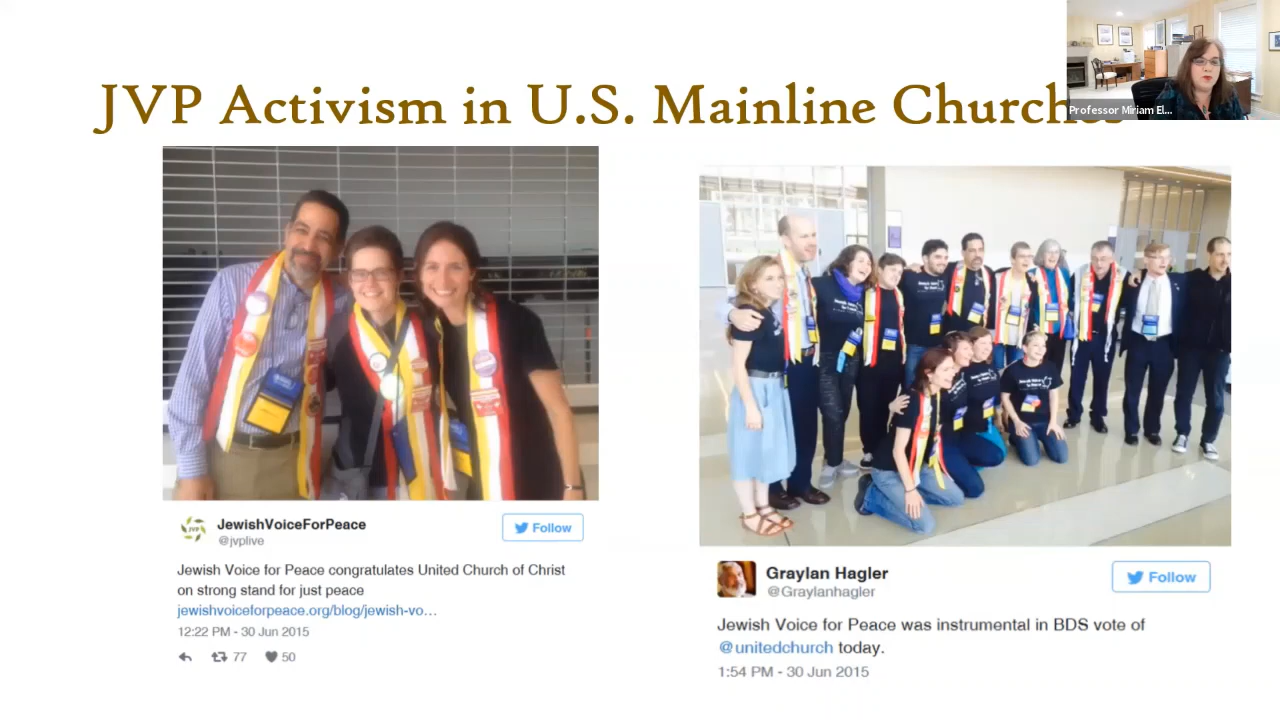 JVP Activism in U.S. Mainline Churches
Professor Miriam El...
JVP
JewishVoiceForPeace
@jvplive
Follow
Jewish Voice for Peace congratulates United Church of Christ
on strong stand for just peace
jewishvoiceforpeace.org/blog/jewish-vo…
12:22 PM - 30 Jun 2015
77
50
Graylan Hagler
@Graylanhagler
Follow
Jewish Voice for Peace was instrumental in BDS vote of
@unitedchurch today.
1:54 PM - 30 Jun 2015